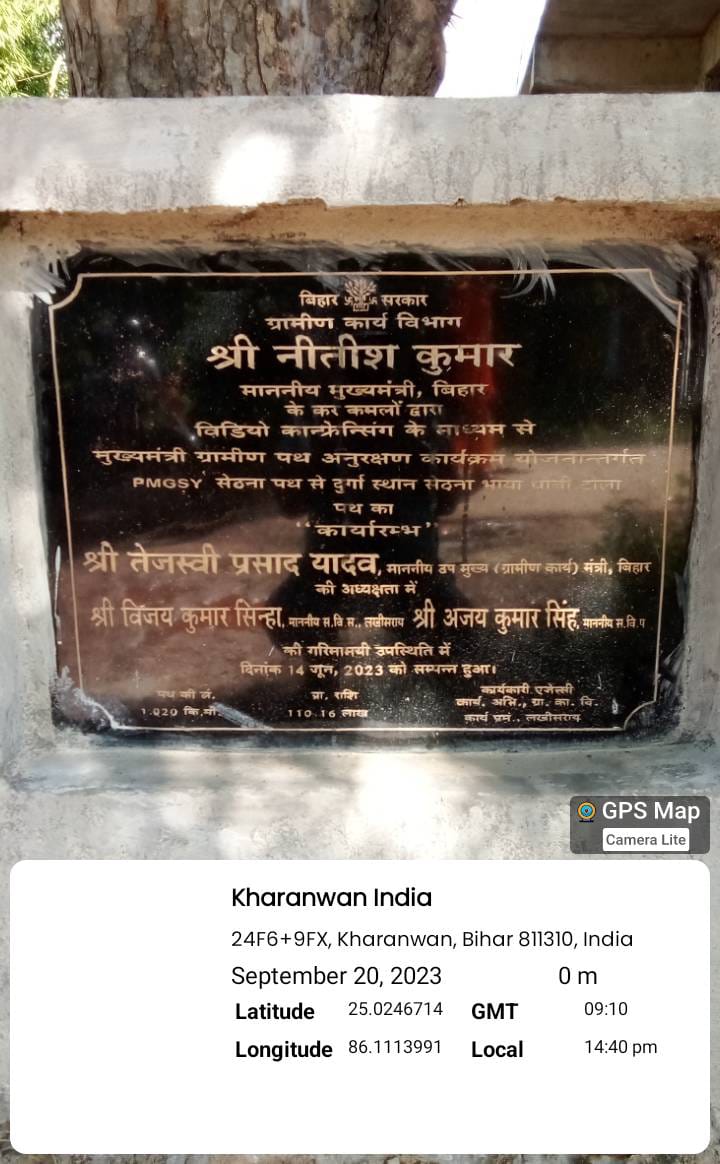 बिहार सरकार
ग्रामीण कार्य विभाग
श्री नीतीश कुमार
माननीय मुख्यमंत्री, बिहार
के कर कमलों द्वारा
विडियो कान्फ्रेन्सिंग के माध्यम से
मुख्यमंत्री ग्रामीण पथ अनुरक्षण कार्यक्रम योजनान्तर्गत
PMGSY सेठना पथ से दुर्गा स्थान सेठना भाया टोला
पथ का
"कार्यारम्भ"
श्री तेजस्वी प्रसाद यादव, माननीय उप मुख्य (ग्रामीण कार्य) मंत्री, बिहार
की अध्यक्षता में
श्री विजय कुमार सिन्हा, माननीय स.वि स., लखीसराय श्री अजय कुमार सिंह, माननीय स.वि.प
की गरिमामयी उपस्थिति में
दिनांक 14 जून, 2023 को सम्पन्न हुआ।
पथ की लं. प्रा. राशि कार्यकारी एजेन्सी
1.020 कि.मी. 110.16 लाख कार्य. अभि., ग्रा. का. वि.
कार्य प्रमं., लखीसराय
GPS Map
Camera Lite
Kharanwan India
24F6+9FX, Kharanwan, Bihar 811310, India
September 20, 2023 0 m
Latitude 25.0246714 GMT 09:10
Longitude 86.1113991 Local 14:40 pm